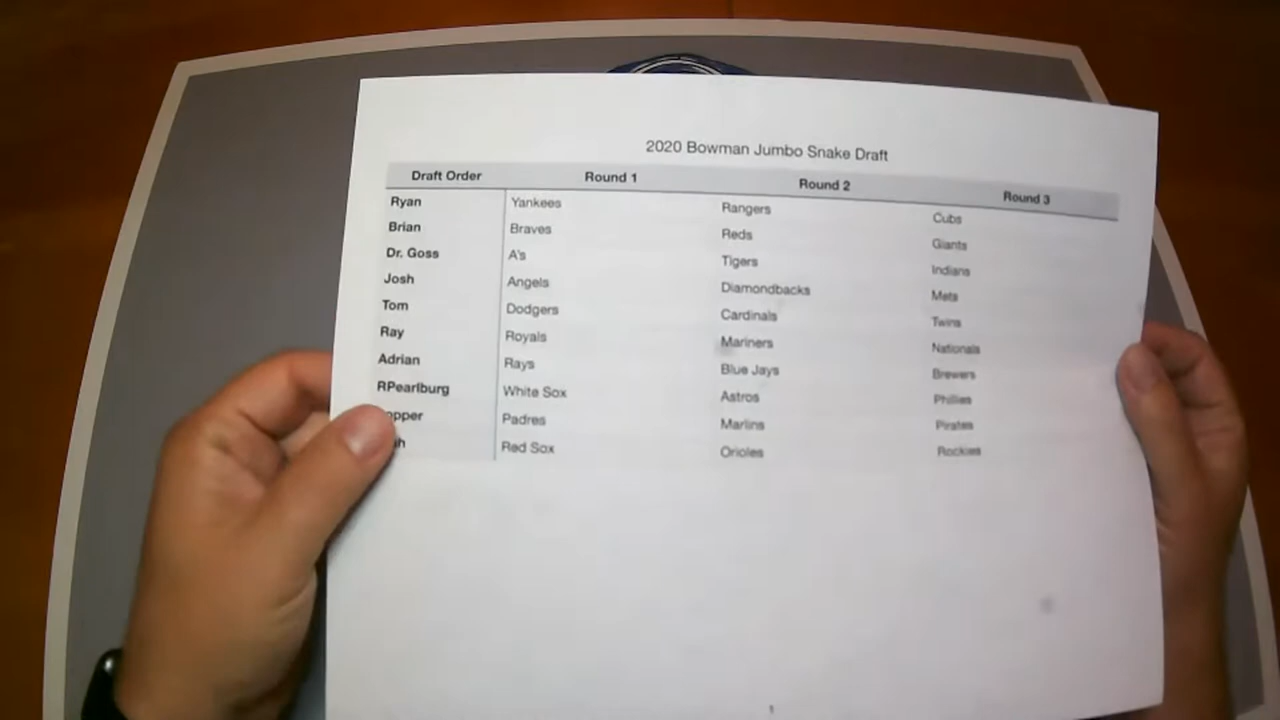 2020 Bowman Jumbo Snake Draft
Draft Order Round 1 Round 2 Round 3
Ryan Yankees Rangers Cubs
Brian Braves Reds Giants
Dr. Goss A's Tigers Indians
Josh Angels Diamondbacks Mets
Tom Dodgers Cardinals Twins
Ray Royals Mariners Nationals
Adrian Rays Blue Jays Brewers
RPearlburg White Sox Astros Phillies
Padres Marlins Pirates
Red Sox Orioles Rockies
1